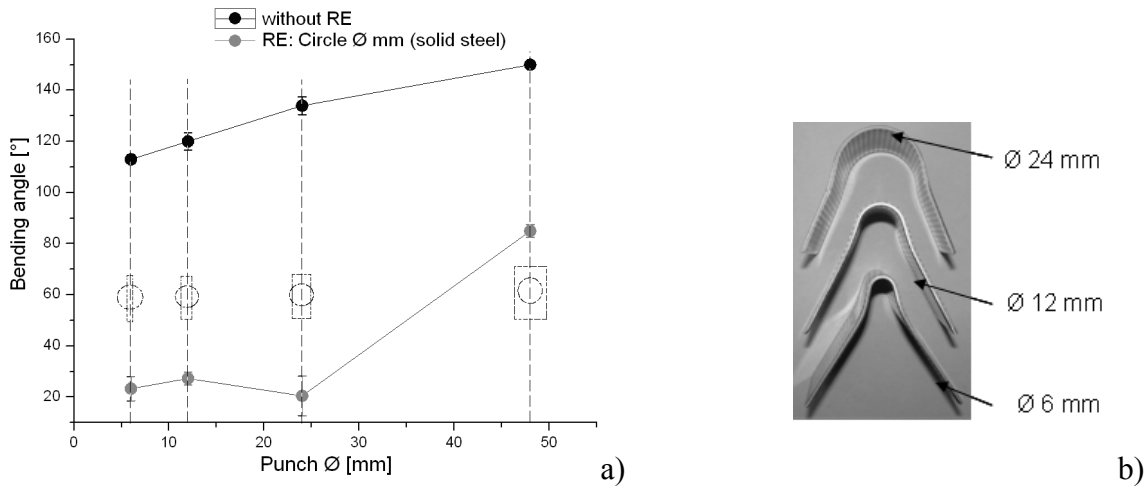 without RE
RE: Circle Ø mm (solid steel)
160
140
120
100
80
60
40
20
Bending angle [°]
0
10
20
30
40
50
Punch Ø [mm]
a)
Ø 24 mm
Ø 12 mm
Ø 6 mm
b)